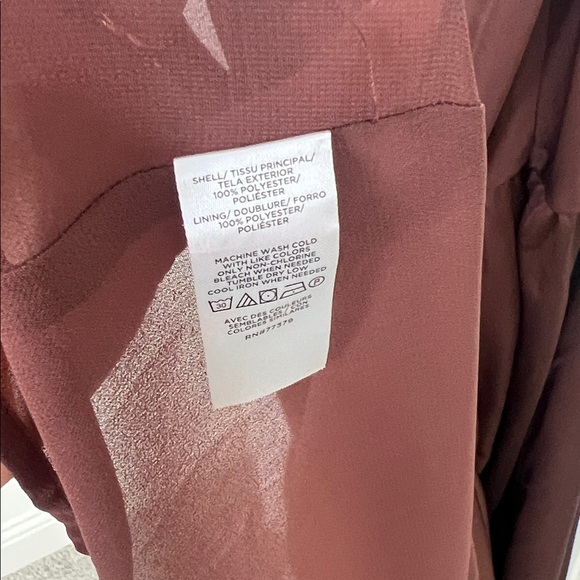 SHELL/ TISSU PRINCIPAL/
TELA EXTERIOR
100% POLYESTER/
POLIÉSTER
LINING/ DOUBLURE/ FORRO
100% POLYESTER/
POLIÉSTER
MACHINE WASH COLD
WITH LIKE COLORS
ONLY NON-CHLORINE
BLEACH WHEN NEEDED
TUMBLE DRY LOW
COOL IRON WHEN NEEDED
30 P
AVEC DES COULEURS
SEMBLABLES/ CON
COLORES SIMILARES
RN#77379